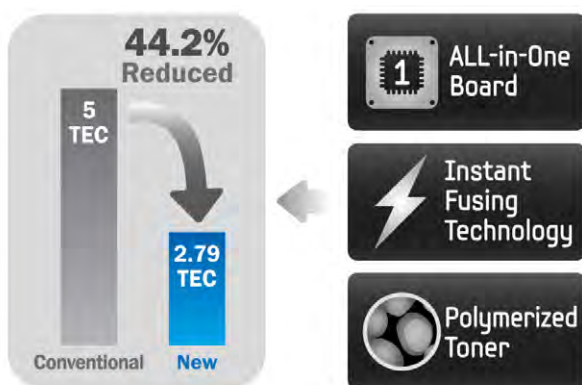 44.2%
Reduced
5
TEC
2.79
TEC
Conventional
New
1
ALL-in-One
Board
Instant
Fusing
Technology
Polymerized
Toner